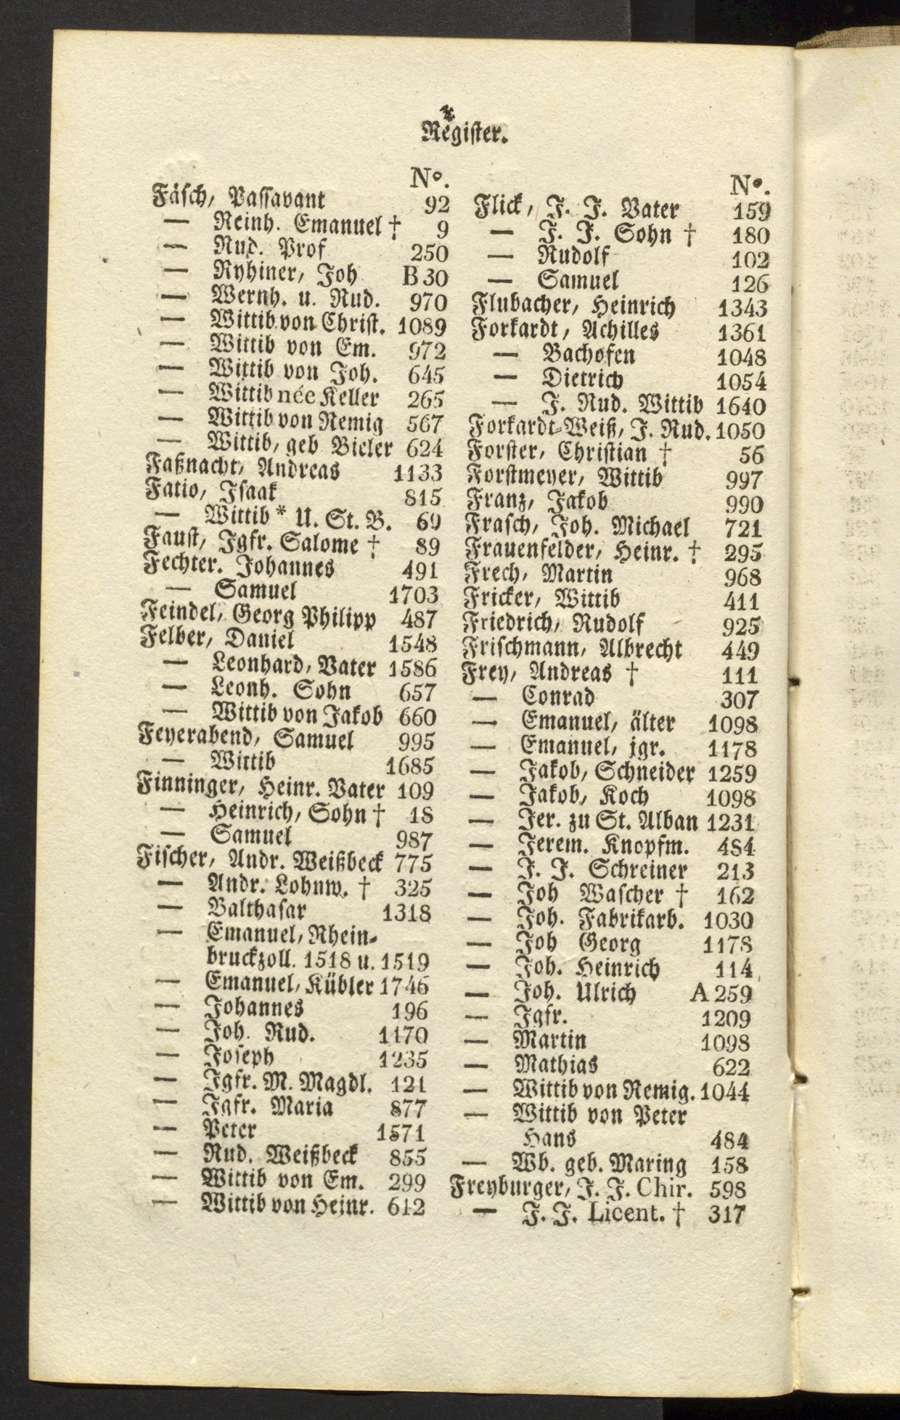 Register.
No.
Fäsch, Passavant 92
— Reinh. Emanuel † 9
— Rud. Prof 250
— Ryhiner, Joh B 30
— Wernh. u. Rud. 970
— Wittib von Christ. 1089
— Wittib von Em. 972
— Wittib von Joh. 645
— Wittib née Keller 265
— Wittib von Remig 567
— Wittib, geb Bieler 624
Faßnacht, Andreas 1133
Fatio, Isaak 815
— Wittib * U. St. B. 69
Faust, Igfr. Salome † 89
Fechter. Johannes 491
— Samuel 1703
Feindel, Georg Philipp 487
Felber, Daniel 1548
— Leonhard, Vater 1586
— Leonh. Sohn 657
— Wittib von Jakob 660
Feyerabend, Samuel 995
— Wittib 1685
Finninger, Heinr. Vater 109
— Heinrich, Sohn † 18
— Samuel 987
Fischer, Andr. Weißbeck 775
— Andr. Lohnw. † 325
— Balthasar 1318
— Emanuel, Rhein-
bruckzoll. 1518 u. 1519
— Emanuel, Kübler 1746
— Johannes 196
— Joh. Rud. 1170
— Joseph 1235
— Igfr. M. Magdl. 121
— Igfr. Maria 877
— Peter 1571
— Rud. Weißbeck 855
— Wittib von Em. 299
— Wittib von Heinr. 612
No.
Flick, J. J. Vater 159
— J. J. Sohn † 180
— Rudolf 102
— Samuel 126
Flubacher, Heinrich 1343
Forkardt, Achilles 1361
— Bachofen 1048
— Dietrich 1054
— J. Rud. Wittib 1640
Forkardt-Weiß, J. Rud. 1050
Forster, Christian † 56
Forstmeyer, Wittib 997
Franz, Jakob 990
Frasch, Joh. Michael 721
Frauenfelder, Heinr. † 295
Frech, Martin 968
Fricker, Wittib 411
Friedrich, Rudolf 925
Frischmann, Albrecht 449
Frey, Andreas † 111
— Conrad 307
— Emanuel, älter 1098
— Emanuel, jgr. 1178
— Jakob, Schneider 1259
— Jakob, Koch 1098
— Jer. zu St. Alban 1231
— Jerem. Knopfm. 484
— J. J. Schreiner 213
— Joh Wascher † 162
— Joh. Fabrikarb. 1030
— Joh Georg 1178
— Joh. Heinrich 114
— Joh. Ulrich A 259
— Igfr. 1209
— Martin 1098
— Mathias 622
— Wittib von Remig. 1044
— Wittib von Peter
Hans 484
— Wb. geb. Maring 158
Freyburger, J. J. Chir. 598
— J. J. Licent. † 317